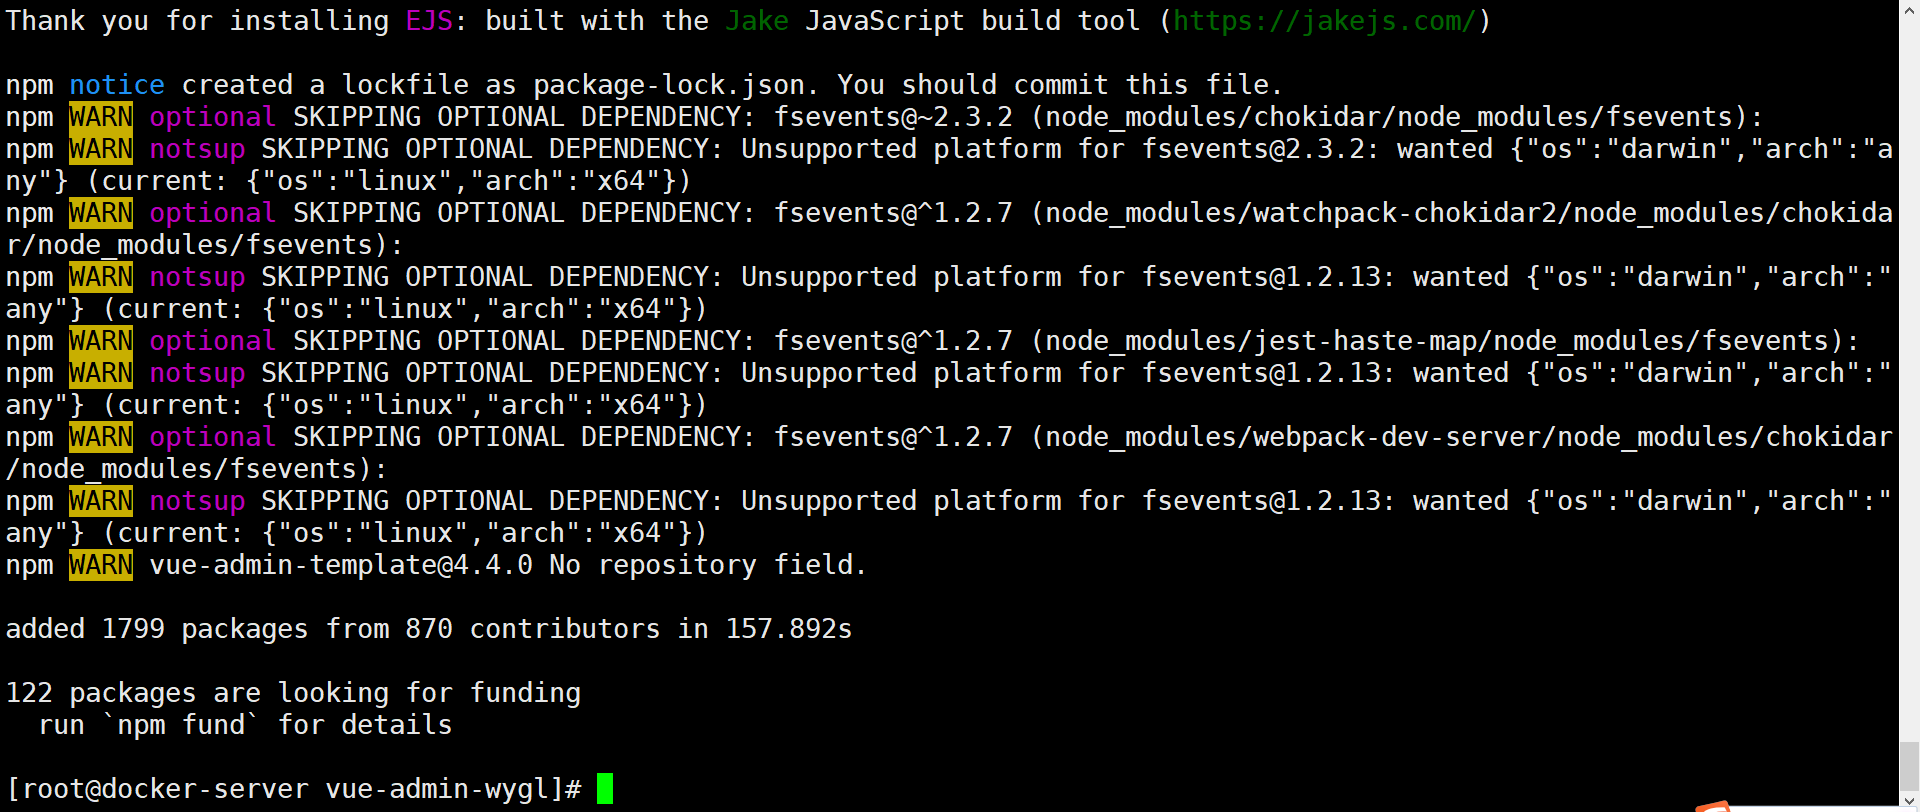 Thank you for installing EJS: built with the Jake JavaScript build tool (https://jakejs.com/)
npm notice created a lockfile as package-lock.json. You should commit this file.
npm WARN optional SKIPPING OPTIONAL DEPENDENCY: fsevents@~2.3.2 (node_modules/chokidar/node_modules/fsevents):
npm WARN notsup SKIPPING OPTIONAL DEPENDENCY: Unsupported platform for fsevents@2.3.2: wanted {"os":"darwin","arch":"a
ny"} (current: {"os":"linux","arch":"x64"})
npm WARN optional SKIPPING OPTIONAL DEPENDENCY: fsevents@^1.2.7 (node_modules/watchpack-chokidar2/node_modules/chokida
r/node_modules/fsevents):
npm WARN notsup SKIPPING OPTIONAL DEPENDENCY: Unsupported platform for fsevents@1.2.13: wanted {"os":"darwin","arch":"
any"} (current: {"os":"linux","arch":"x64"})
npm WARN optional SKIPPING OPTIONAL DEPENDENCY: fsevents@^1.2.7 (node_modules/jest-haste-map/node_modules/fsevents):
npm WARN notsup SKIPPING OPTIONAL DEPENDENCY: Unsupported platform for fsevents@1.2.13: wanted {"os":"darwin","arch":"
any"} (current: {"os":"linux","arch":"x64"})
npm WARN optional SKIPPING OPTIONAL DEPENDENCY: fsevents@^1.2.7 (node_modules/webpack-dev-server/node_modules/chokidar
/node_modules/fsevents):
npm WARN notsup SKIPPING OPTIONAL DEPENDENCY: Unsupported platform for fsevents@1.2.13: wanted {"os":"darwin","arch":"
any"} (current: {"os":"linux","arch":"x64"})
npm WARN vue-admin-template@4.4.0 No repository field.
added 1799 packages from 870 contributors in 157.892s
122 packages are looking for funding
run `npm fund` for details
[root@docker-server vue-admin-wygl]#